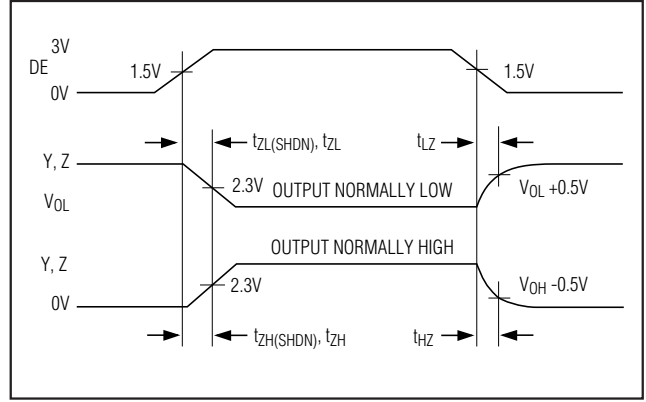 3V
DE
1.5V
1.5V
0V
tZL(SHDN), tZL
tLZ
Y, Z
2.3V
OUTPUT NORMALLY LOW
VOL +0.5V
VOL
OUTPUT NORMALLY HIGH
Y, Z
2.3V
VOH -0.5V
0V
tZH(SHDN), tZH
tHZ